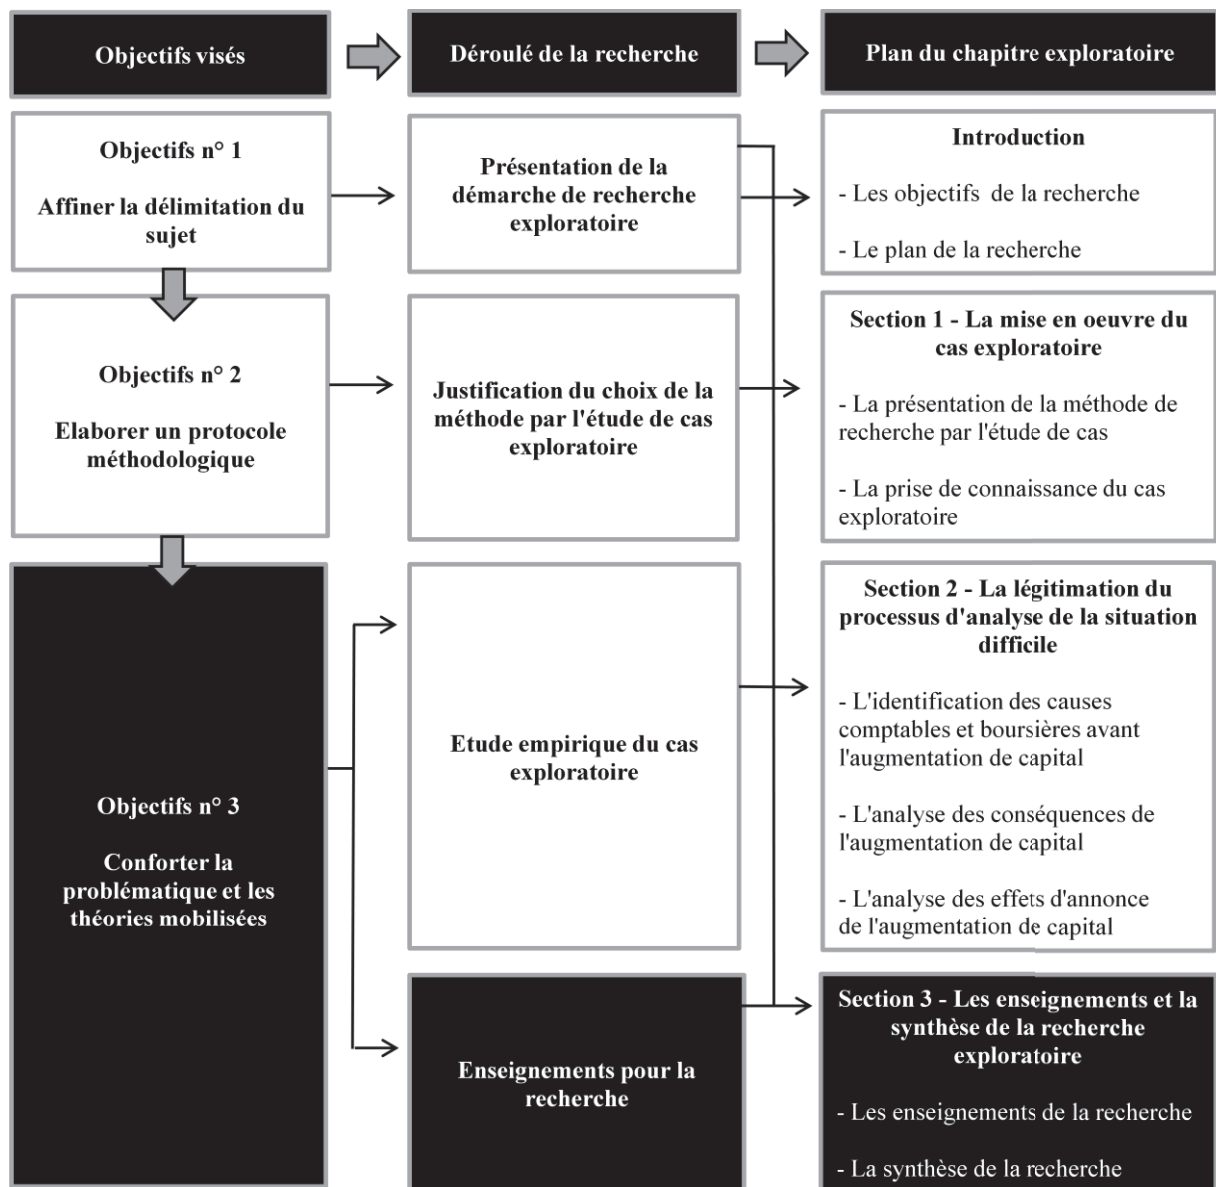 Objectifs visés
Déroulé de la recherche
Plan du chapitre exploratoire
Objectifs n° 1
Affiner la délimitation du
sujet
Présentation de la
démarche de recherche
exploratoire
Introduction
- Les objectifs de la recherche
- Le plan de la recherche
Objectifs n° 2
Elaborer un protocole
méthodologique
Justification du choix de la
méthode par l'étude de cas
exploratoire
Section 1 - La mise en oeuvre du
cas exploratoire
- La présentation de la méthode de
recherche par l'étude de cas
- La prise de connaissance du cas
exploratoire
Objectifs n° 3
Conforter la
problématique et les
théories mobilisées
Etude empirique du cas
exploratoire
Section 2 - La légitimation du
processus d'analyse de la situation
difficile
- L'identification des causes
comptables et boursières avant
l'augmentation de capital
- L'analyse des conséquences de
l'augmentation de capital
- L'analyse des effets d'annonce
de l'augmentation de capital
Enseignements pour la
recherche
Section 3 - Les enseignements et la
synthèse de la recherche
exploratoire
- Les enseignements de la recherche
- La synthèse de la recherche